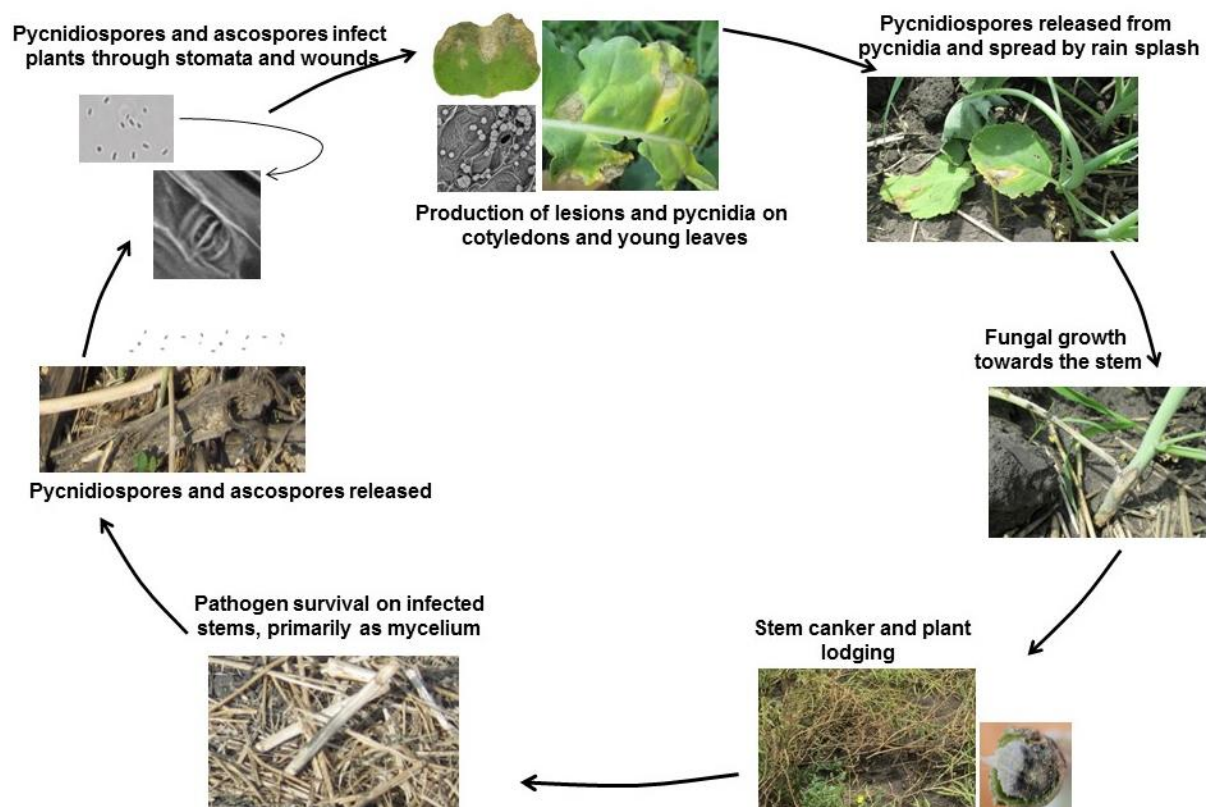 Pycnidiospores and ascospores infect
plants through stomata and wounds
Production of lesions and pycnidia on
cotyledons and young leaves
Pycnidiospores released from
pycnidia and spread by rain splash
Fungal growth
towards the stem
Stem canker and plant
lodging
Pathogen survival on infected
stems, primarily as mycelium
Pycnidiospores and ascospores released